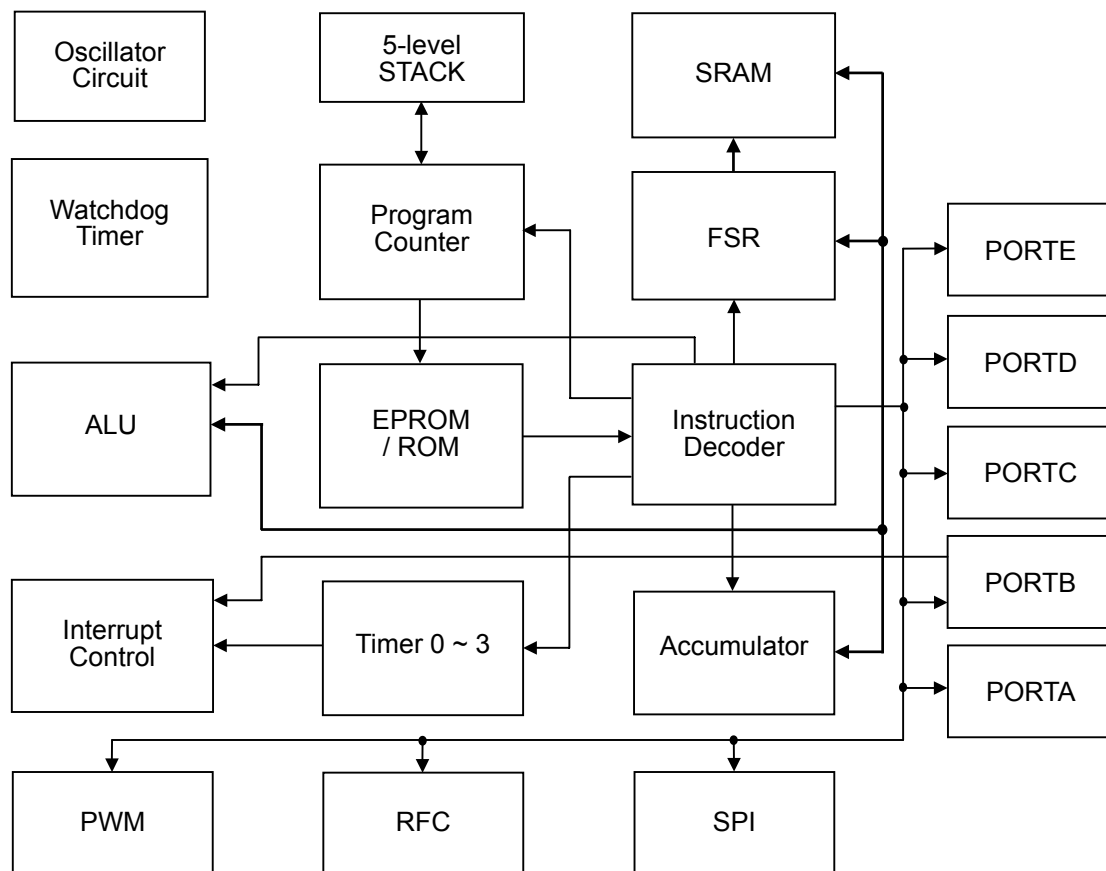 Oscillator
Circuit
5-level
STACK
SRAM
Watchdog
Timer
Program
Counter
FSR
PORTE
PORTD
ALU
EPROM
/ ROM
Instruction
Decoder
PORTC
PORTB
Interrupt
Control
Timer 0 ~ 3
Accumulator
PORTA
PWM
RFC
SPI